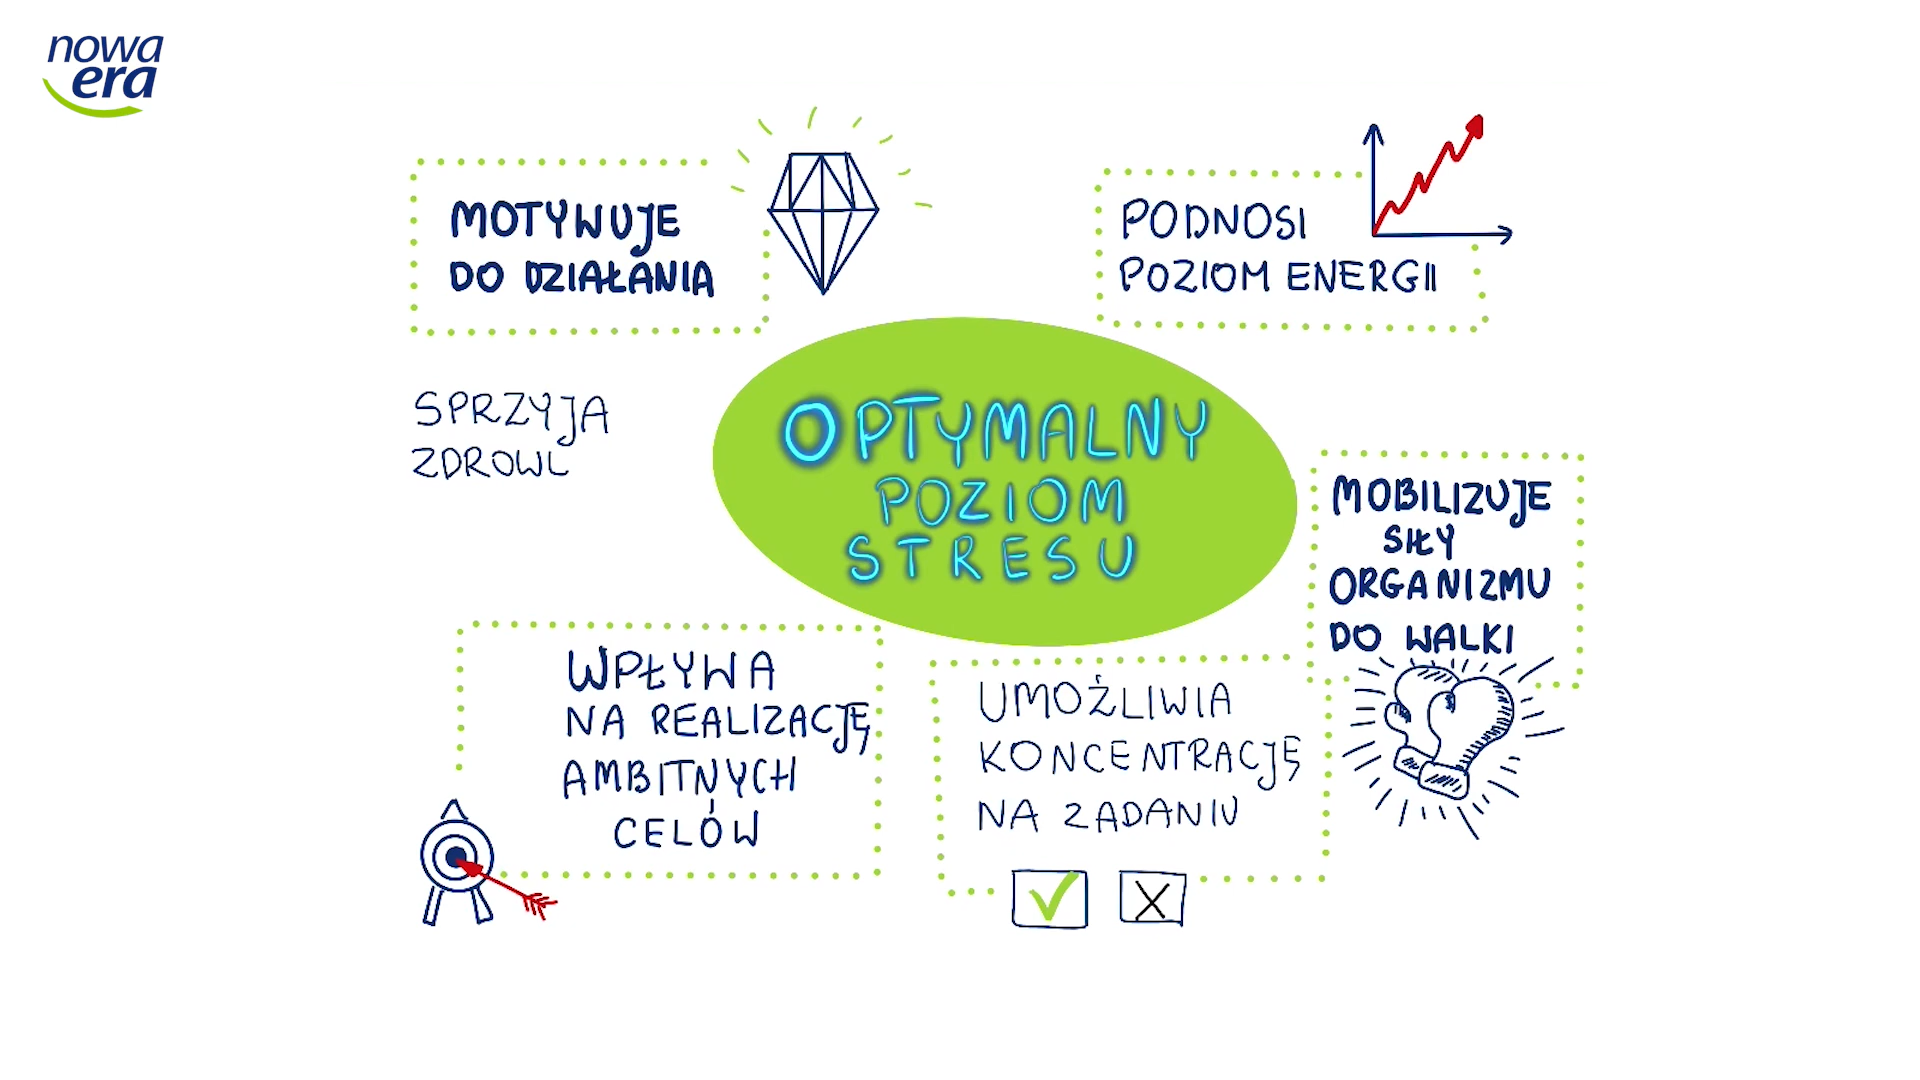 nowa
era
MOTYWUJE
DO DZIAŁANIA
PODNOSI
POZIOM ENERGII
SPRZYJA
OPTYMALNY
POZIOM
STRESU
MOBILIZUJE
SIŁY
ORGANIZMU
DO WALKI
WPŁYWA
NA REALIZACJĘ
AMBITNYCH
CELÓW
UMOŻLIWIA
KONCENTRACJĘ
NA ZADANIU